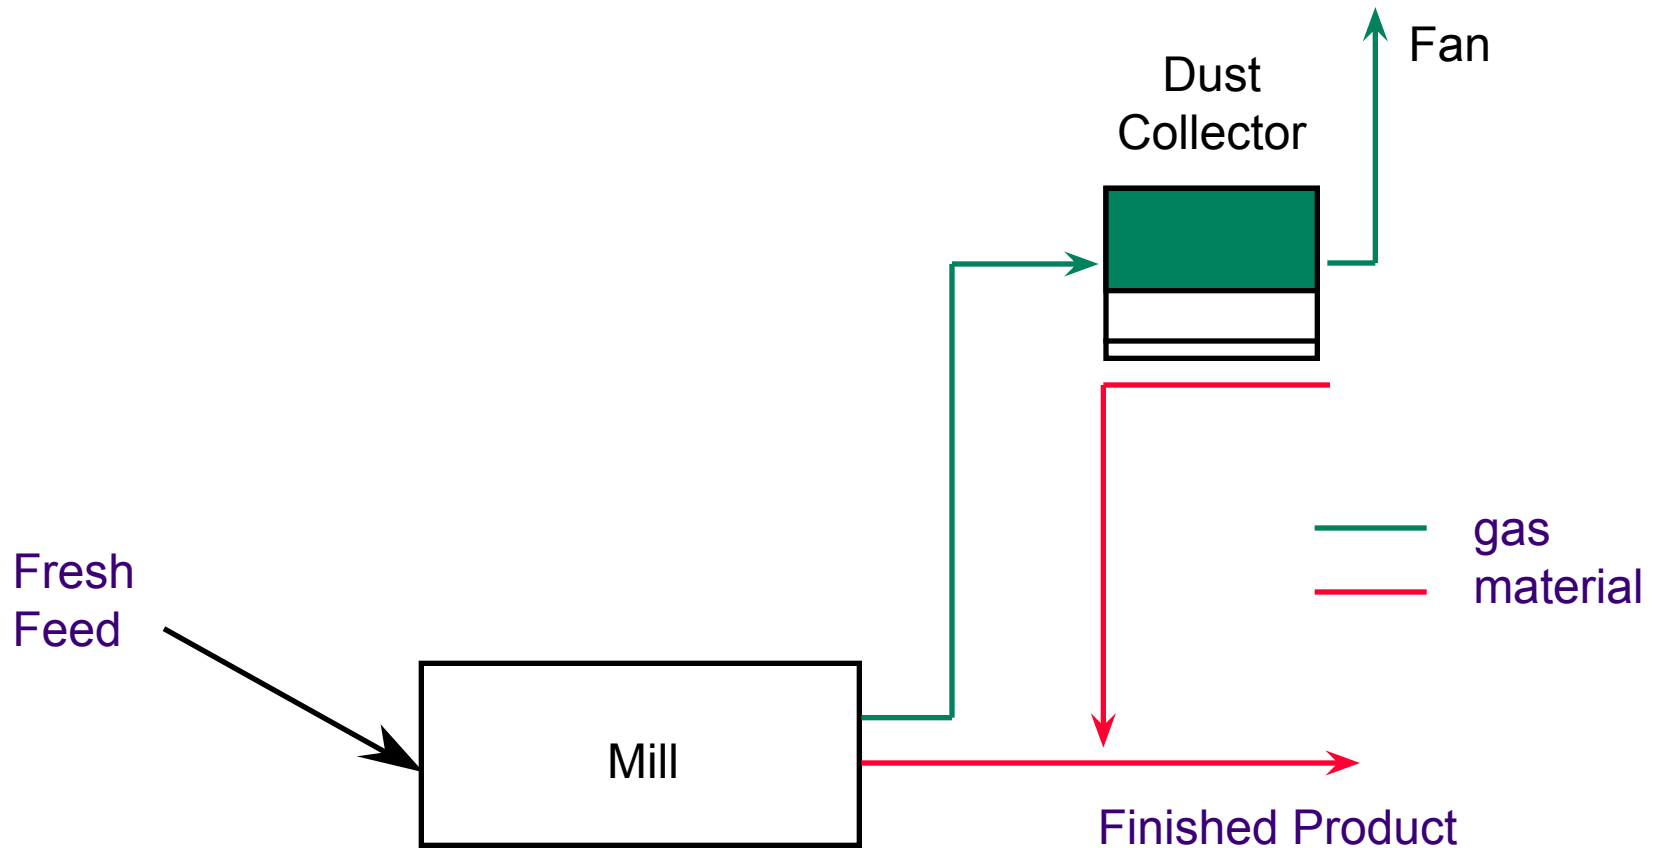 Fan
Dust
Collector
gas
material
Fresh
Feed
Mill
Finished Product